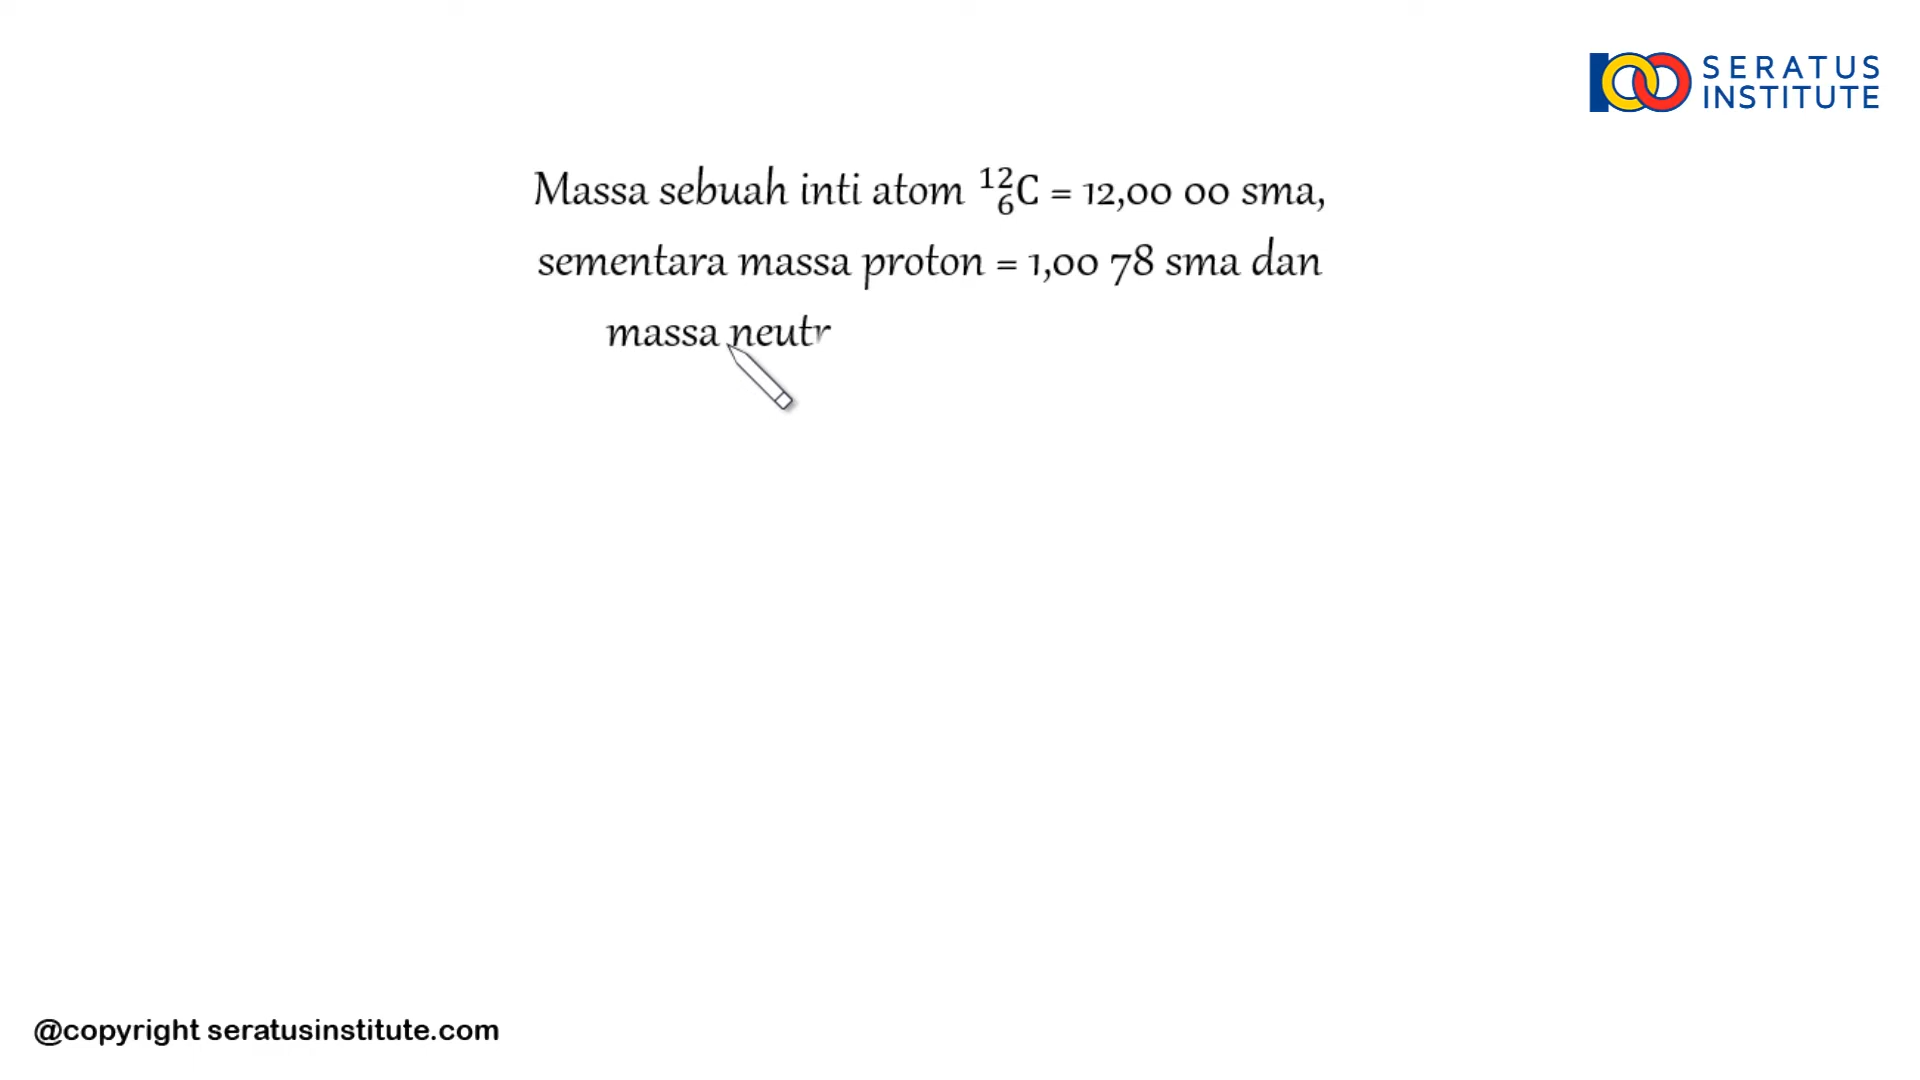 SERATUS
INSTITUTE
Massa sebuah inti atom ¹²₆C = 12,00 00 sma,
sementara massa proton = 1,00 78 sma dan
massa neutr
@copyright seratusinstitute.com